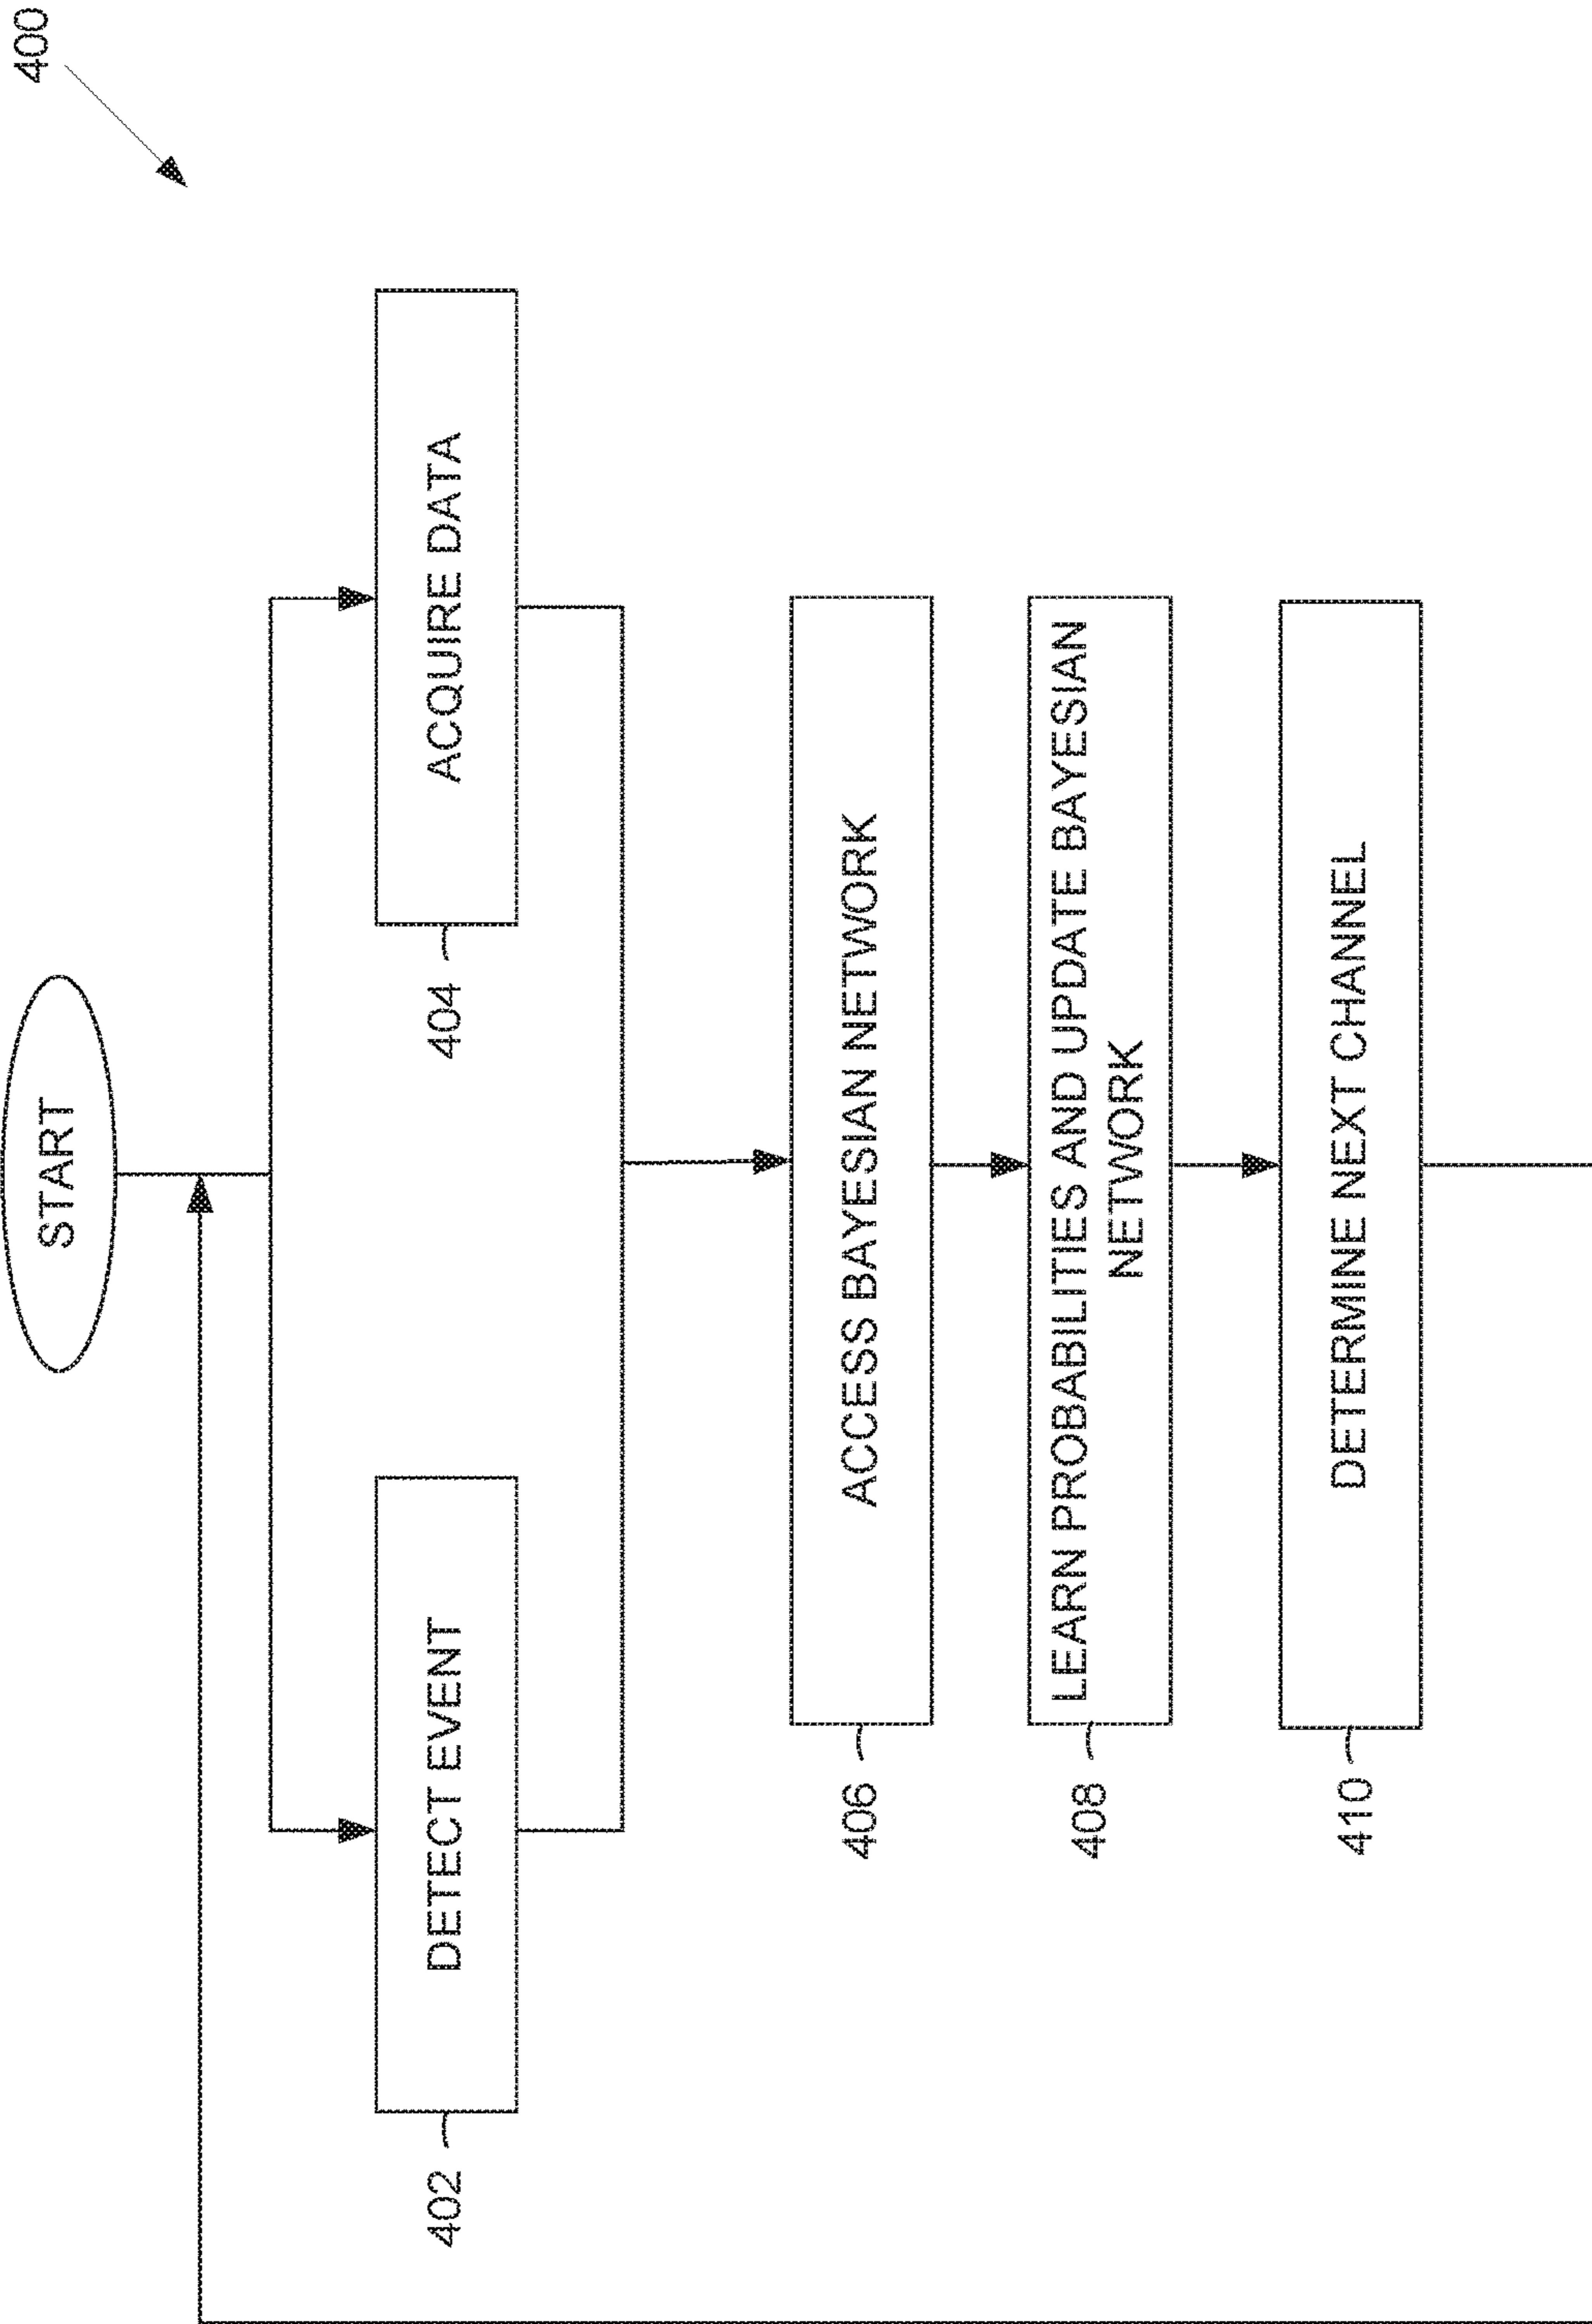 400
START
402
DETECT EVENT
404
ACQUIRE DATA
406
ACCESS BAYESIAN NETWORK
408
LEARN PROBABILITIES AND UPDATE BAYESIAN
NETWORK
410
DETERMINE NEXT CHANNEL